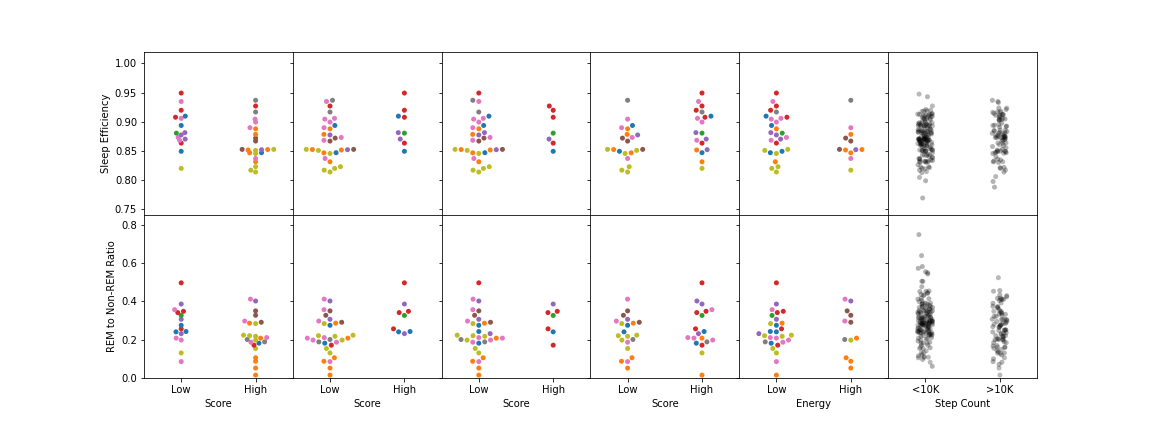 Sleep Efficiency
1.00
0.95
0.90
0.85
0.80
0.75
REM to Non-REM Ratio
0.8
0.6
0.4
0.2
0.0
Low High Low High Low High Low High Low High <10K >10K
Score Score Score Score Energy Step Count